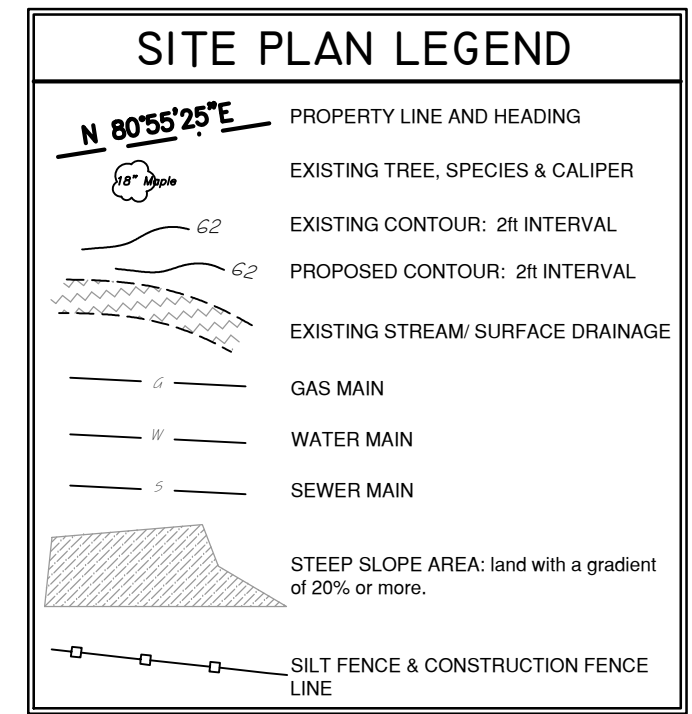 SITE PLAN LEGEND
N 80°55'25"E
PROPERTY LINE AND HEADING
18" Maple
EXISTING TREE, SPECIES & CALIPER
62
EXISTING CONTOUR: 2ft INTERVAL
62
PROPOSED CONTOUR: 2ft INTERVAL
EXISTING STREAM/ SURFACE DRAINAGE
G
GAS MAIN
W
WATER MAIN
S
SEWER MAIN
STEEP SLOPE AREA: land with a gradient
of 20% or more.
SILT FENCE & CONSTRUCTION FENCE
LINE